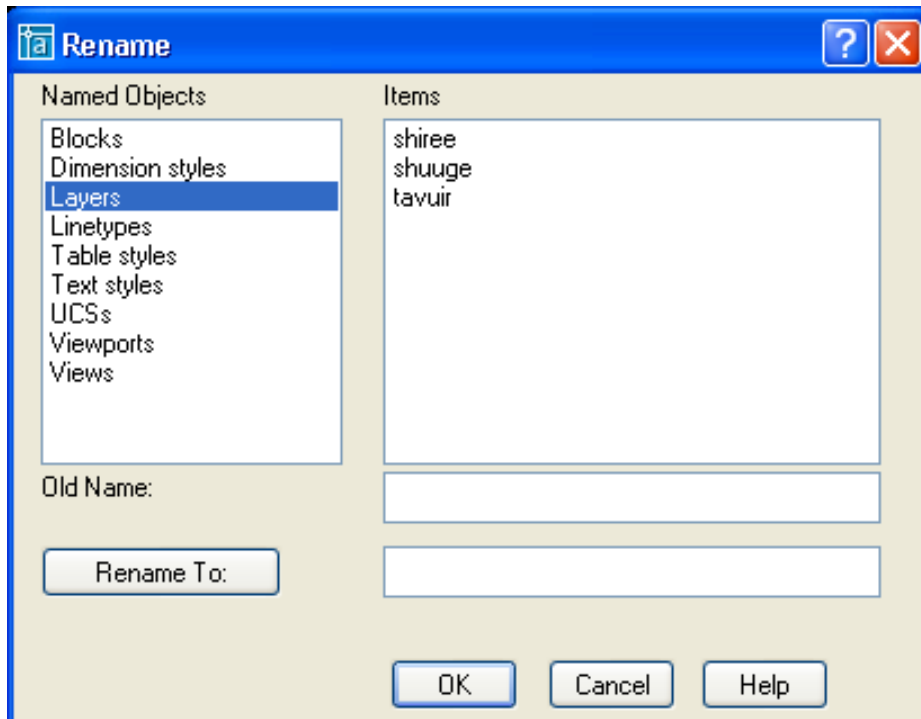 Rename
Named Objects
Items
Blocks
Dimension styles
Layers
Linetypes
Table styles
Text styles
UCSs
Viewports
Views
shiree
shuuge
tavuir
Old Name:
Rename To:
OK
Cancel
Help